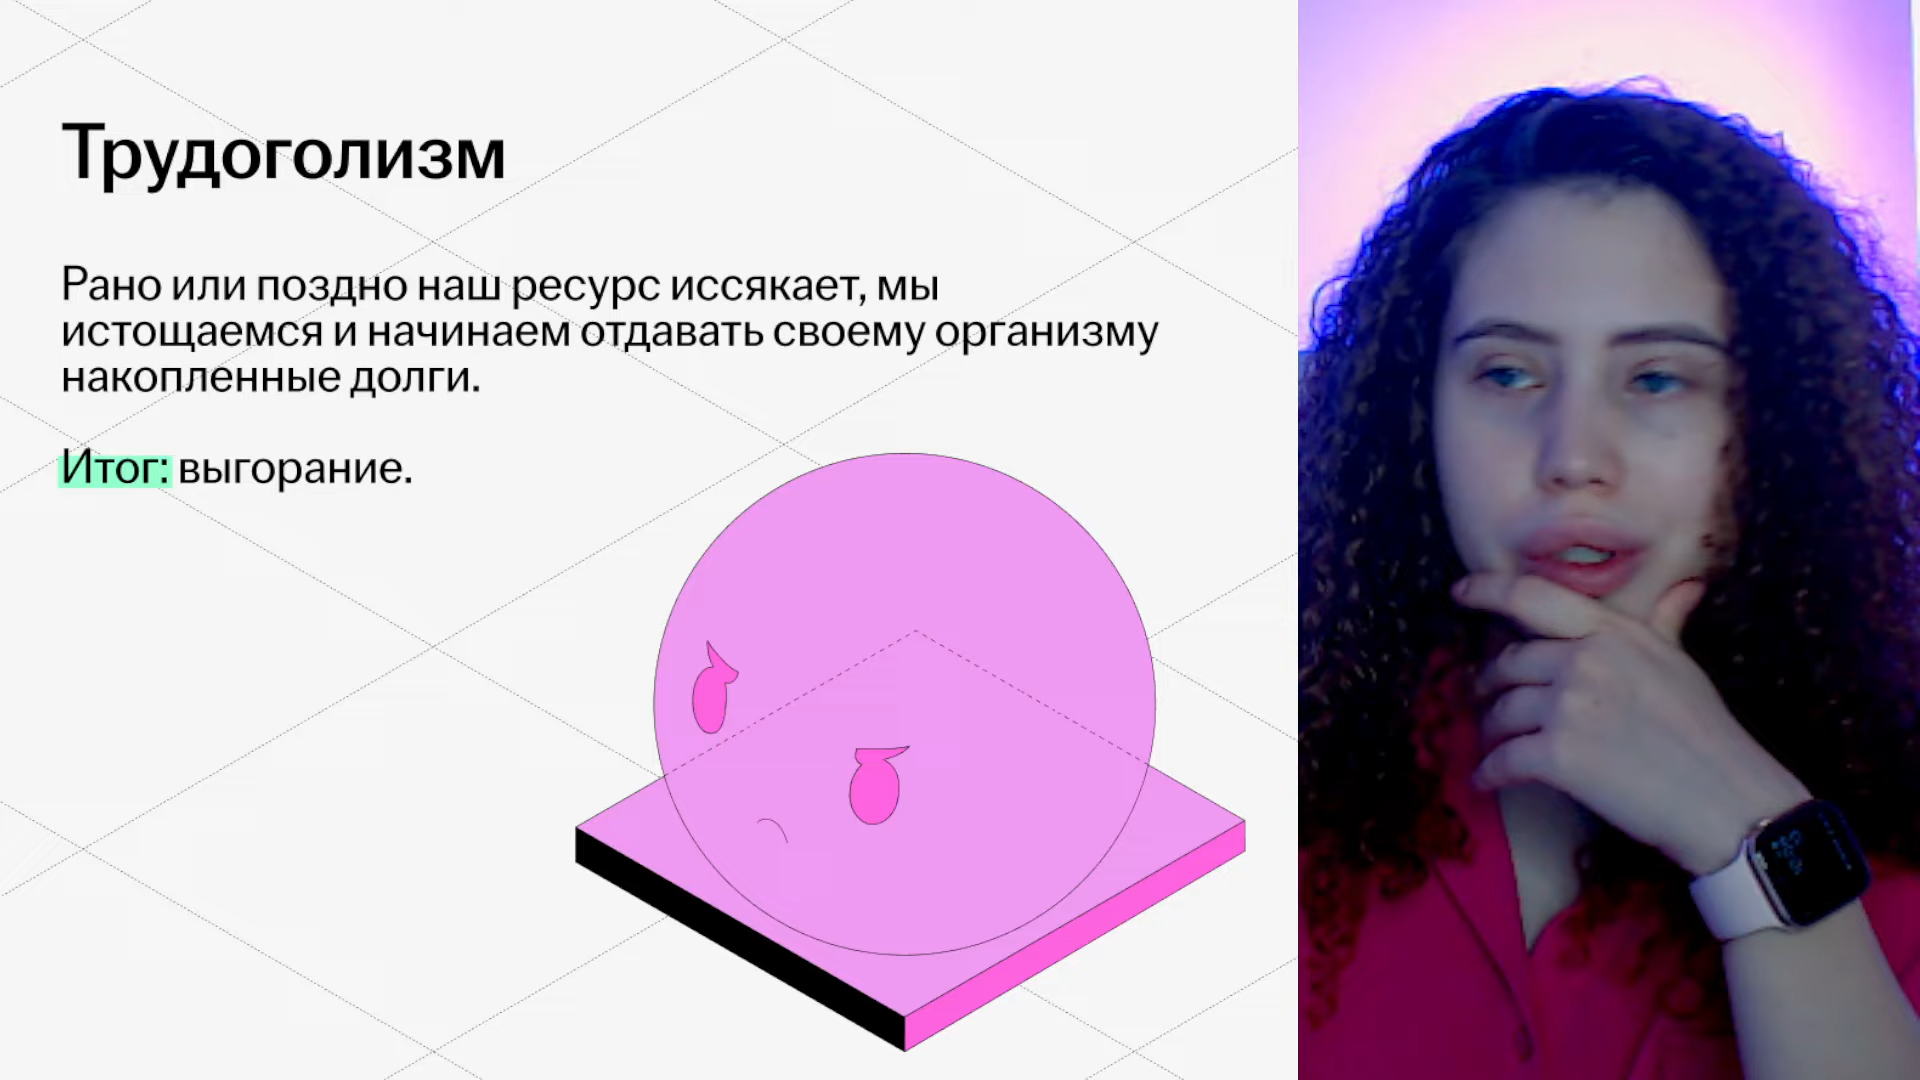 Трудоголизм
Рано или поздно наш ресурс иссякает, мы
истощаемся и начинаем отдавать своему организму
накопленные долги.
Итог: выгорание.